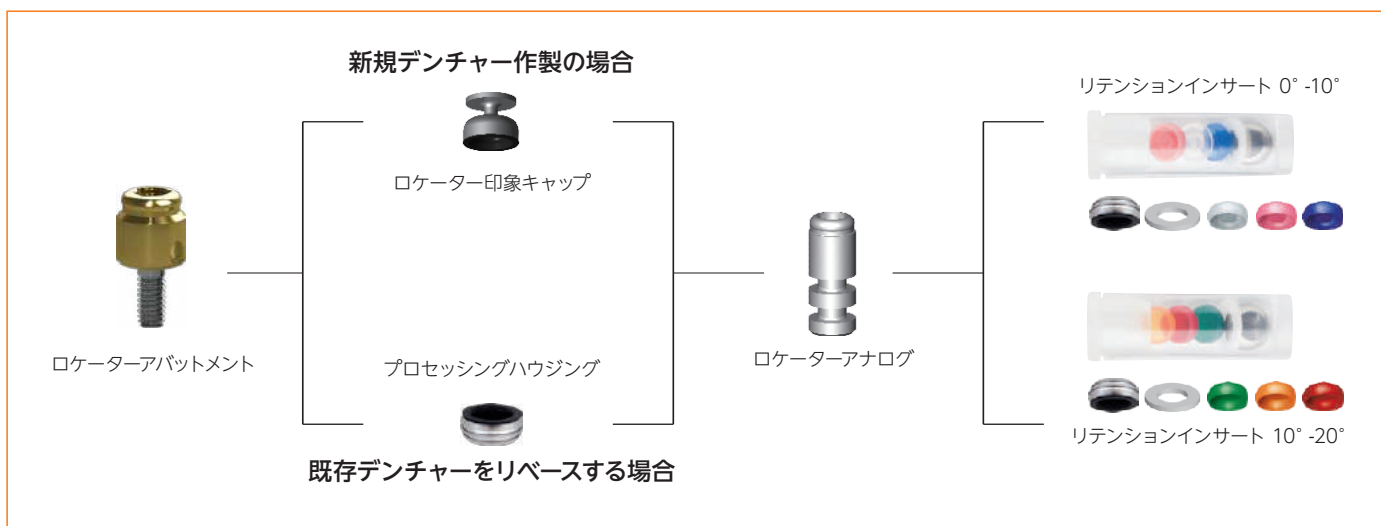 新規デンチャー作製の場合
リテンションインサート 0° -10°
ロケーター印象キャップ
ロケーターアバットメント
プロセッシングハウジング
ロケーターアナログ
リテンションインサート 10° -20°
既存デンチャーをリベースする場合